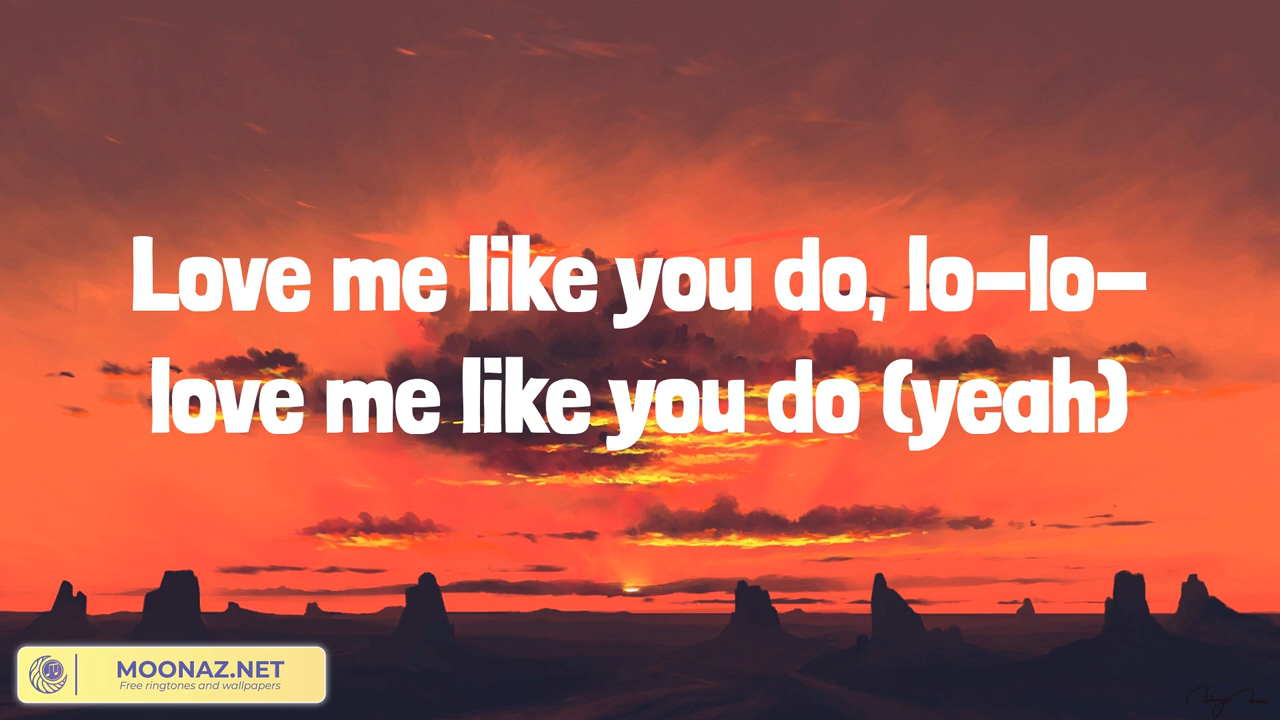 Love me like you do, lo-lo-
love me like you do (yeah)
MOONAZ.NET
Free ringtones and wallpapers